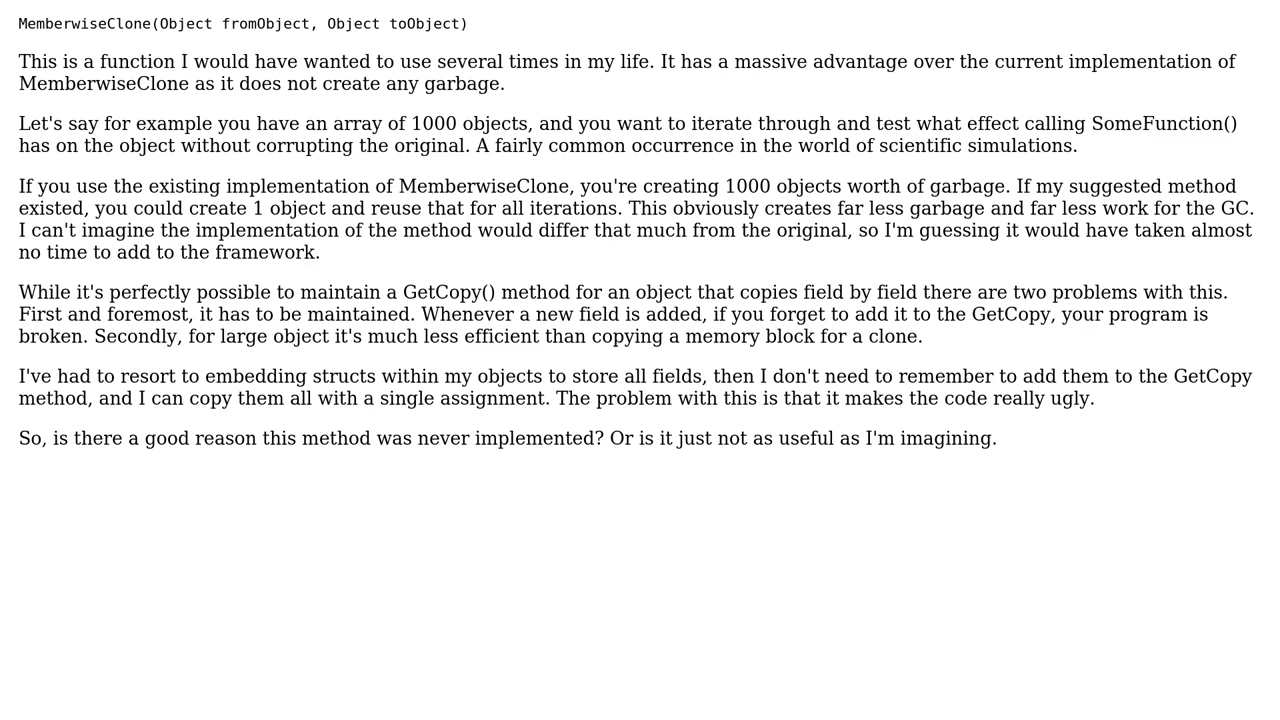 MemberwiseClone(Object fromObject, Object toObject)
This is a function I would have wanted to use several times in my life. It has a massive advantage over the current implementation of
MemberwiseClone as it does not create any garbage.
Let's say for example you have an array of 1000 objects, and you want to iterate through and test what effect calling SomeFunction()
has on the object without corrupting the original. A fairly common occurrence in the world of scientific simulations.
If you use the existing implementation of MemberwiseClone, you're creating 1000 objects worth of garbage. If my suggested method
existed, you could create 1 object and reuse that for all iterations. This obviously creates far less garbage and far less work for the GC.
I can't imagine the implementation of the method would differ that much from the original, so I'm guessing it would have taken almost
no time to add to the framework.
While it's perfectly possible to maintain a GetCopy() method for an object that copies field by field there are two problems with this.
First and foremost, it has to be maintained. Whenever a new field is added, if you forget to add it to the GetCopy, your program is
broken. Secondly, for large object it's much less efficient than copying a memory block for a clone.
I've had to resort to embedding structs within my objects to store all fields, then I don't need to remember to add them to the GetCopy
method, and I can copy them all with a single assignment. The problem with this is that it makes the code really ugly.
So, is there a good reason this method was never implemented? Or is it just not as useful as I'm imagining.